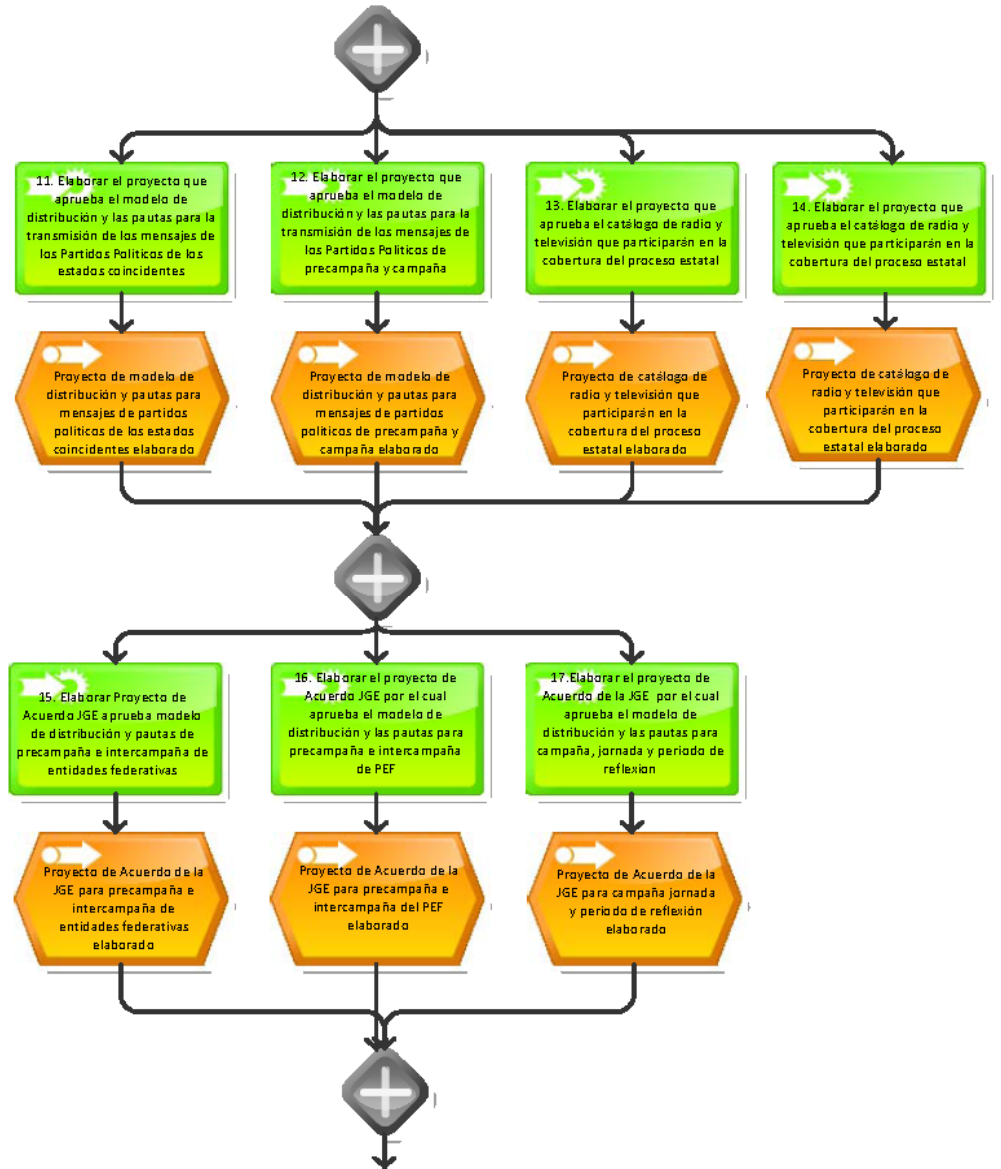 11. Elaborar el proyecto que
aprueba el modelo de
distribución y las pautas para la
transmisión de los mensajes de
los Partidos Políticos de los
estados coincidentes
12. Elaborar el proyecto que
aprueba el modelo de
distribución y las pautas para la
transmisión de los mensajes de
los Partidos Políticos de
precampaña y campaña
13. Elaborar el proyecto que
aprueba el catálogo de radio y
televisión que participarán en la
cobertura del proceso estatal
14. Elaborar el proyecto que
aprueba el catálogo de radio y
televisión que participarán en la
cobertura del proceso estatal
Proyecto de modelo de
distribución y pautas para
mensajes de partidos
políticos de los estados
coincidentes elaborado
Proyecto de modelo de
distribución y pautas para
mensajes de partidos
políticos de precampaña y
campaña elaborado
Proyecto de catálogo de
radio y televisión que
participarán en la
cobertura del proceso
estatal elaborado
Proyecto de catálogo de
radio y televisión que
participarán en la
cobertura del proceso
estatal elaborado
15. Elaborar Proyecto de
Acuerdo JGE aprueba modelo
de distribución y pautas de
precampaña e intercampaña de
entidades federativas
16. Elaborar el proyecto de
Acuerdo JGE por el cual
aprueba el modelo de
distribución y las pautas para
precampaña e intercampaña
de PEF
17.Elaborar el proyecto de
Acuerdo de la JGE por el cual
aprueba el modelo de
distribución y las pautas para
campaña, jornada y periodo de
reflexion
Proyecto de Acuerdo de la
JGE para precampaña e
intercampaña de
entidades federativas
elaborado
Proyecto de Acuerdo de la
JGE para precampaña e
intercampaña del PEF
elaborado
Proyecto de Acuerdo de la
JGE para campaña jornada
y periodo de reflexión
elaborado